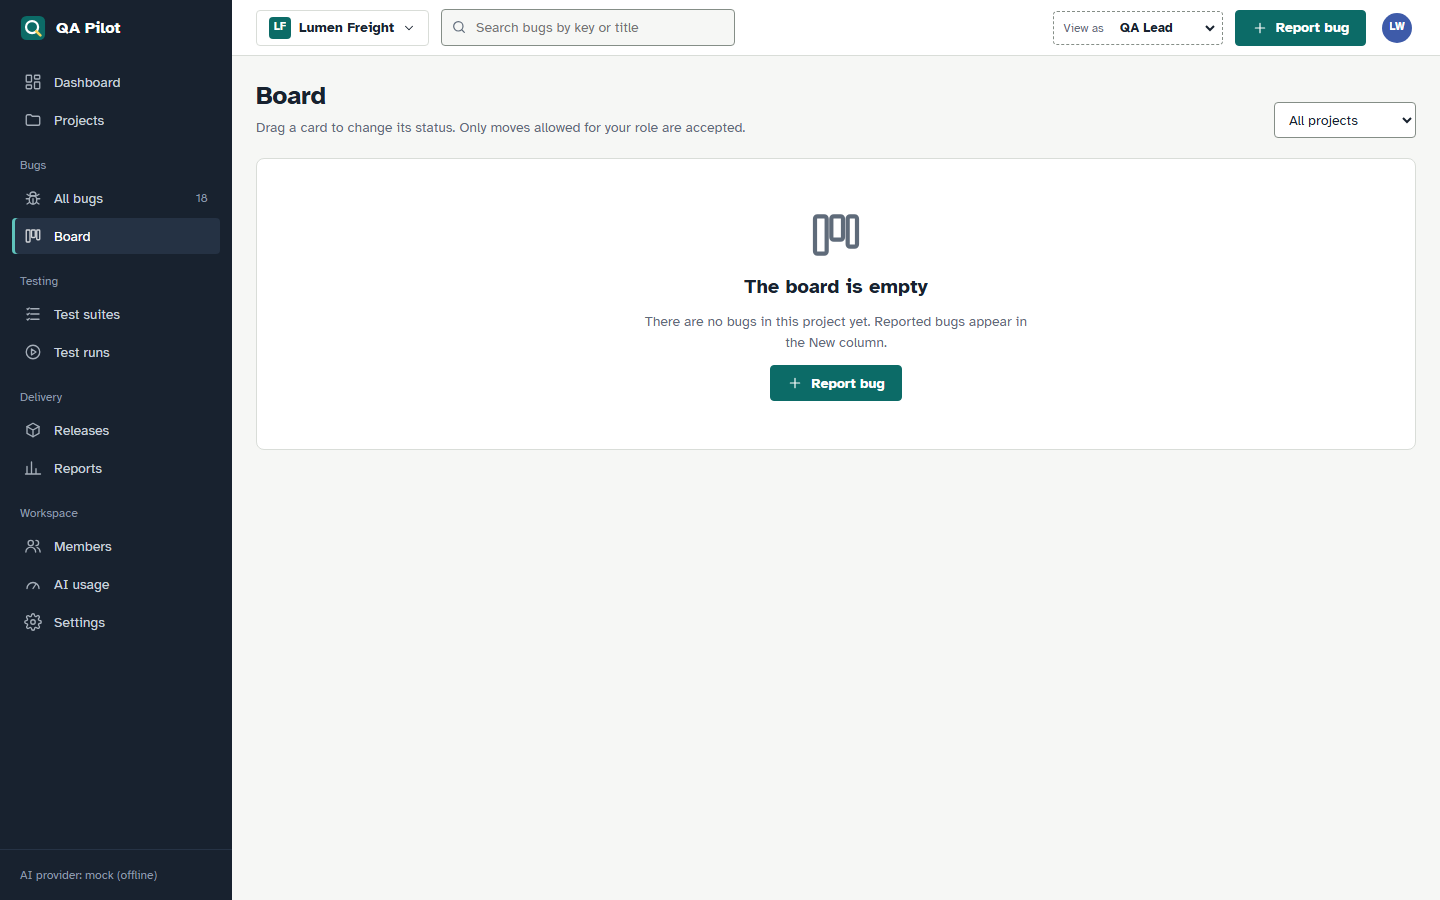 QA Pilot
LF
Lumen Freight
Search bugs by key or title
View as
QA Lead
Report bug
LW
Dashboard
Projects
Bugs
All bugs
18
Board
Testing
Test suites
Test runs
Delivery
Releases
Reports
Workspace
Members
AI usage
Settings
AI provider: mock (offline)
Board
Drag a card to change its status. Only moves allowed for your role are accepted.
All projects
The board is empty
There are no bugs in this project yet. Reported bugs appear in
the New column.
Report bug